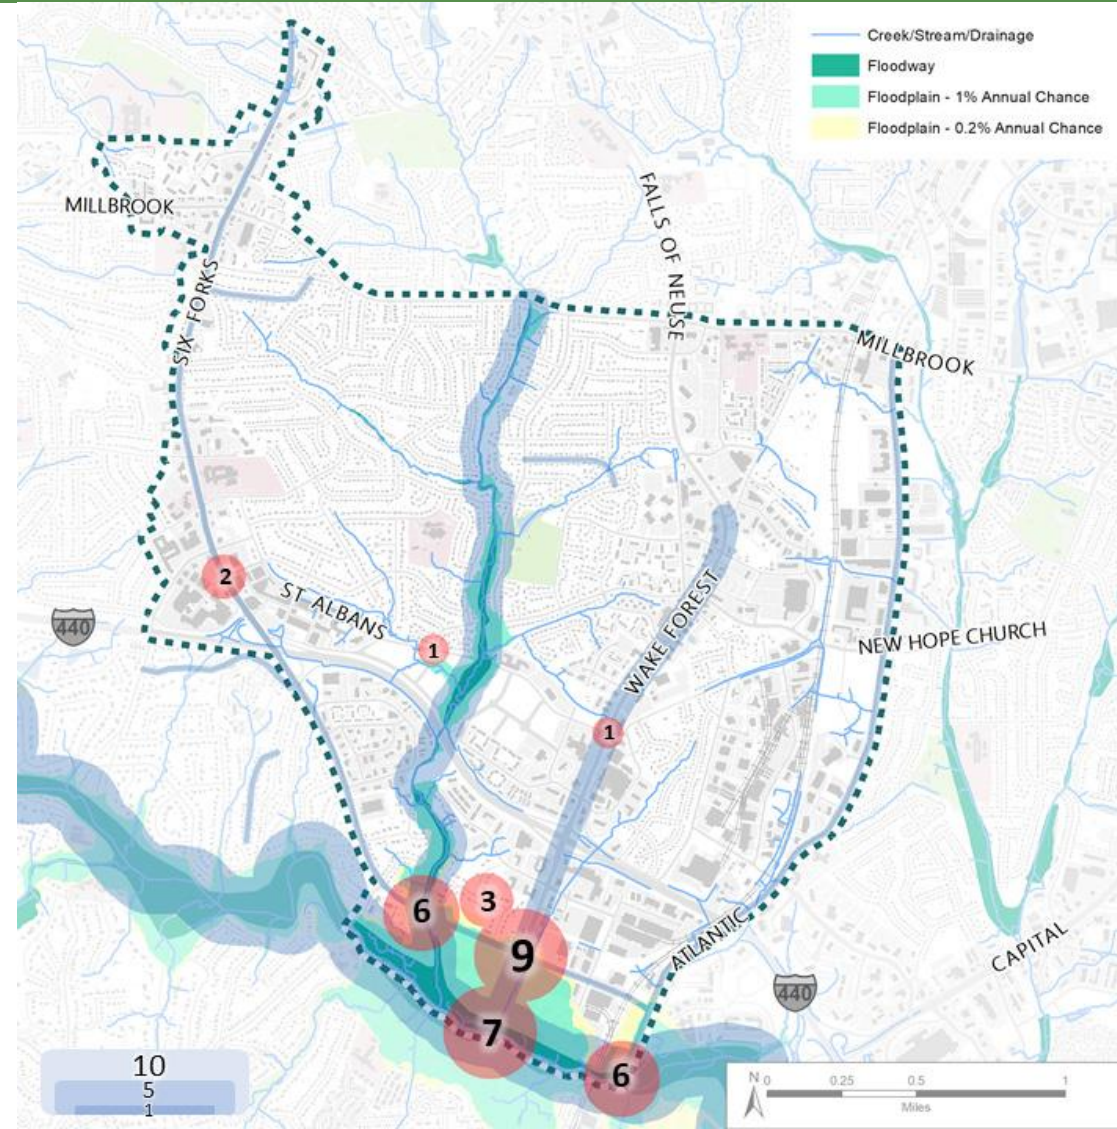 Creek/Stream/Drainage
Floodway
Floodplain - 1% Annual Chance
Floodplain - 0.2% Annual Chance
MILLBROOK
FALLS OF NEUSE
SIX FORKS
MILLBROOK
2
ST ALBANS
440
1
WAKE FOREST
NEW HOPE CHURCH
1
6
3
9
ATLANTIC
CAPITAL
440
7
6
10
5
1
N 0 0.25 0.5 1
Miles